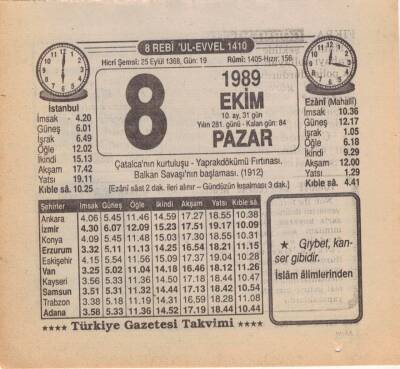 8 REBİ 'UL-EVVEL 1410
Hicrî Şemsî: 25 Eylül 1368, Gün: 19 Rûmî: 1405-Hızır: 156
8
1989
EKİM
10. ay, 31 gün
Yılın 281. günü - Kalan gün: 84
PAZAR
İstanbul
İmsak - 4.20
Güneş - 6.01
İşrak - 6.49
Öğle - 12.02
İkindi - 15.13
Akşam - 17.42
Yatsı - 19.11
Kıble sâ. 10.25
Ezânî (Mahallî)
İmsak - 10.36
Güneş - 12.17
İşrak - 1.05
Öğle - 6.18
İkindi - 9.29
Akşam - 12.00
Yatsı - 1.29
Kıble sâ. - 4.41
Çatalca'nın kurtuluşu - Yaprakdökümü Fırtınası.
Balkan Savaşı'nın başlaması. (1912)
[Ezânî sâat 2 dak. ileri alınır – Gündüzün kısalması 3 dak.]
Şehirler İmsak Güneş Öğle İkindi Akşam Yatsı Kıble sâ.
Ankara 4.06 5.45 11.46 14.59 17.27 18.55 10.38
İzmir 4.30 6.07 12.09 15.23 17.51 19.17 10.09
Konya 4.09 5.45 11.48 15.03 17.30 18.55 10.31
Erzurum 3.32 5.11 11.13 14.25 16.54 18.21 11.15
Eskişehir 4.15 5.54 11.56 15.09 17.37 19.04 10.28
Van 3.25 5.02 11.04 14.18 16.46 18.12 11.26
Kayseri 3.56 5.33 11.36 14.50 17.18 18.43 10.47
Samsun 3.51 5.31 11.32 14.44 17.13 18.42 10.54
Trabzon 3.38 5.18 11.19 14.31 16.59 18.28 11.08
Adana 3.58 5.33 11.36 14.52 17.19 18.44 10.44
★ Gıybet, kan-
ser gibidir.
İslâm âlimlerinden
★★★★ Türkiye Gazetesi Takvimi ★★★★